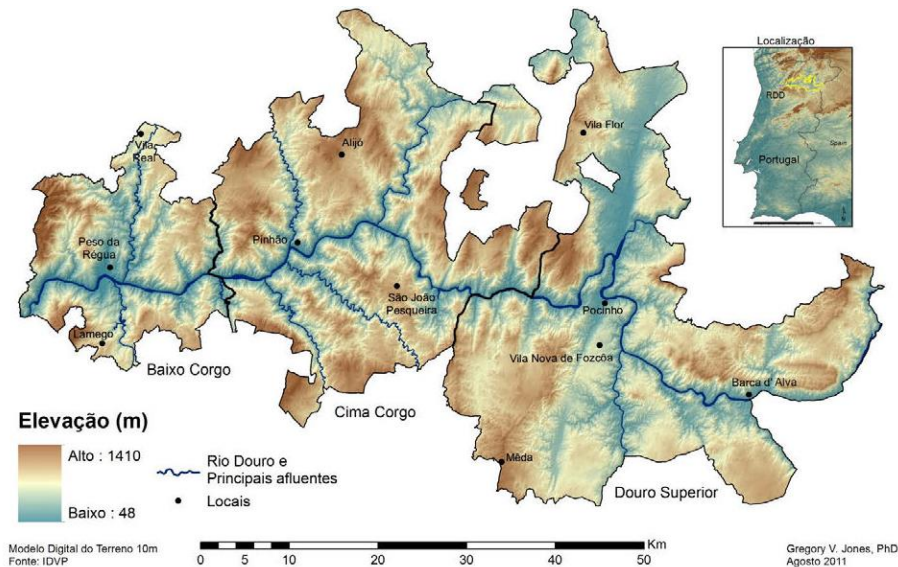 Localização
RDD
Spain
Portugal
Vila Flor
Vila
Real
Alijó
Pinhão
Peso da
Régua
São João
Pesqueira
Pocinho
Lamego
Vila Nova de Fozcôa
Baixo Corgo
Barca d' Alva
Cima Corgo
Mêda
Douro Superior
Elevação (m)
Alto : 1410
Baixo : 48
Rio Douro e
Principais afluentes
Locais
Modelo Digital do Terreno 10m
Fonte: IDVP
Km
0 5 10 20 30 40 50
Gregory V. Jones, PhD
Agosto 2011